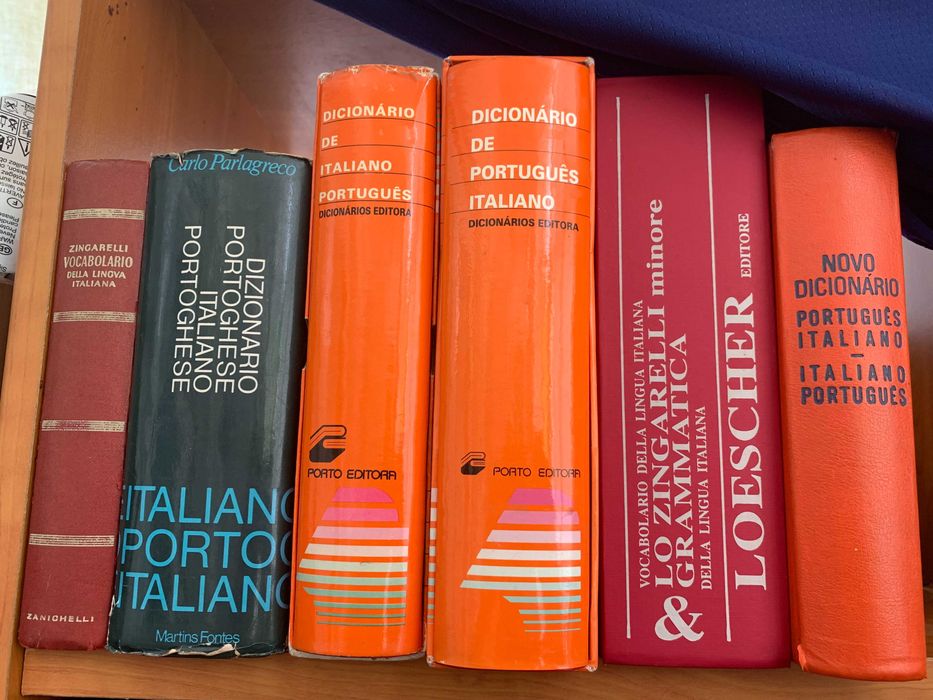 ZINGARELLI
VOCABOLARIO
DELLA LINGVA
ITALIANA
ZANICHELLI
Carlo Parlagreco
DIZIONARIO
PORTOGHESE
ITALIANO
PORTOGHESE
ITALIANO
PORTOG
ITALIANO
Martins Fontes
DICIONÁRIO
DE
ITALIANO
PORTUGUÊS
DICIONÁRIOS EDITORA
PORTO EDITORA
DICIONÁRIO
DE
PORTUGUÊS
ITALIANO
DICIONÁRIOS EDITORA
PORTO EDITORA
VOCABOLARIO DELLA LINGUA ITALIANA
LO ZINGARELLI minore
& GRAMMATICA
DELLA LINGUA ITALIANA
LOESCHER EDITORE
NOVO
DICIONÁRIO
PORTUGUÊS
ITALIANO
–
ITALIANO
PORTUGUÊS